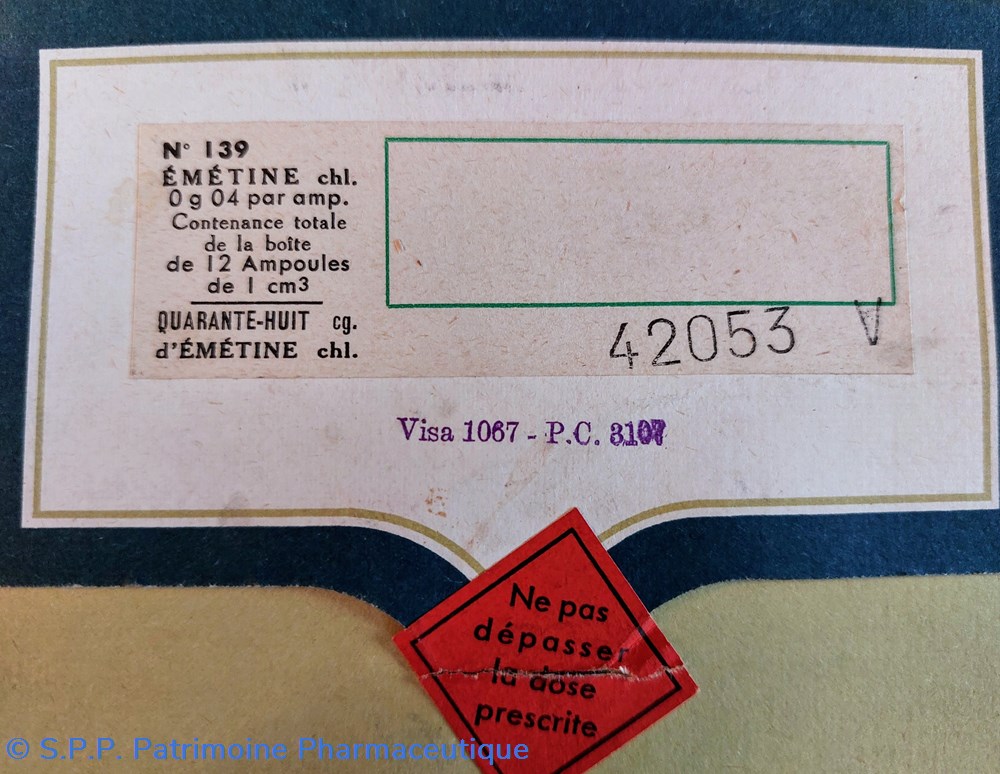 N° 139
ÉMÉTINE chl.
0 g 04 par amp.
Contenance totale
de la boîte
de 12 Ampoules
de 1 cm3
QUARANTE-HUIT cg.
d'ÉMÉTINE chl.
42053 A
Visa 1067 - P.C. 3107
Ne pas
dépasser
la dose
prescrite
© S.P.P. Patrimoine Pharmaceutique